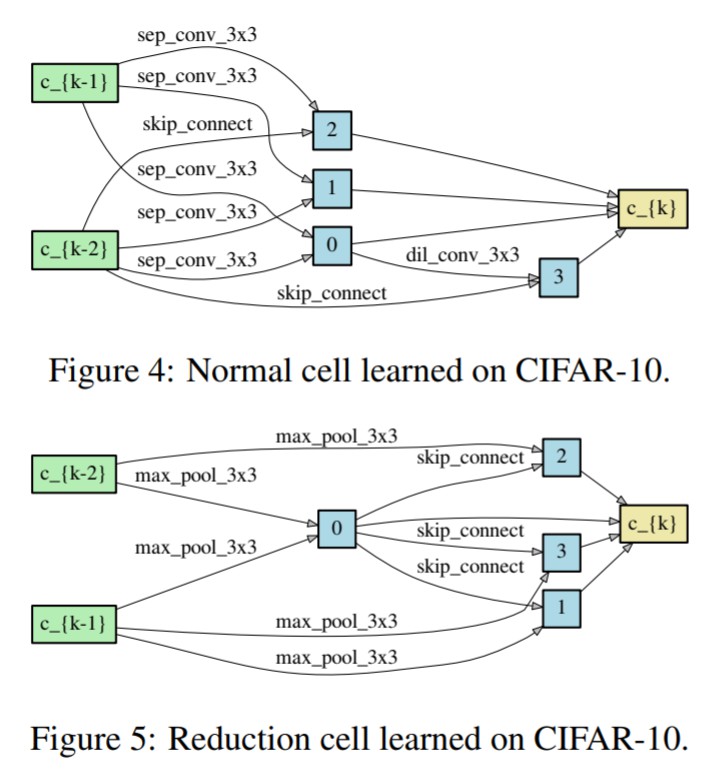 sep_conv_3x3
c_{k-1}
sep_conv_3x3
skip_connect
2
sep_conv_3x3
1
c_{k}
sep_conv_3x3
c_{k-2}
0
dil_conv_3x3
sep_conv_3x3
3
skip_connect
Figure 4: Normal cell learned on CIFAR-10.
max_pool_3x3
c_{k-2}
skip_connect
2
max_pool_3x3
0
skip_connect
c_{k}
max_pool_3x3
3
skip_connect
1
c_{k-1}
max_pool_3x3
max_pool_3x3
Figure 5: Reduction cell learned on CIFAR-10.